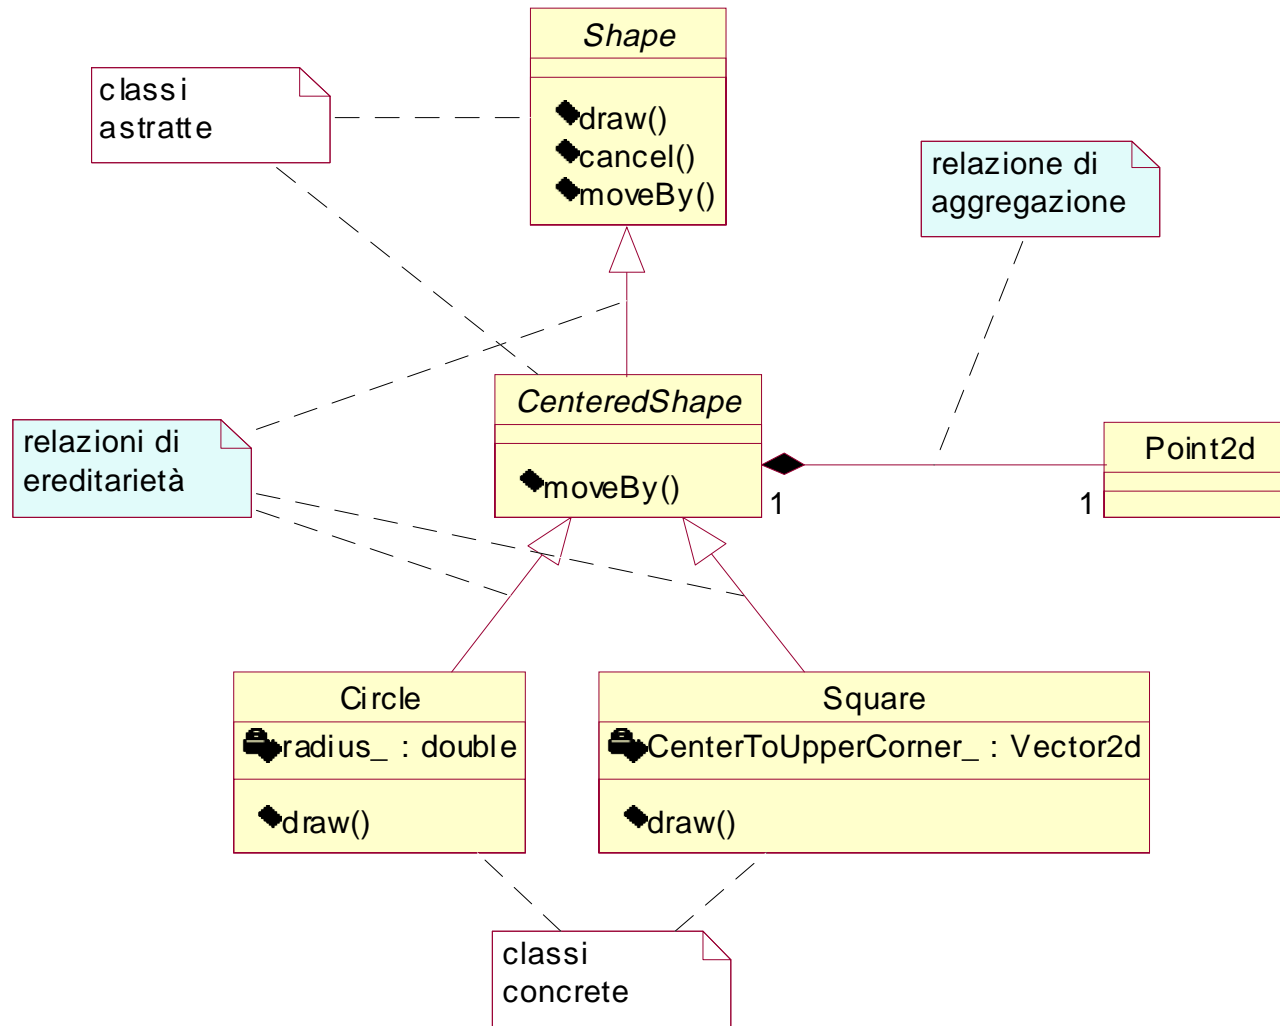 Shape
draw()
cancel()
moveBy()
classi
astratte
relazione di
aggregazione
CenteredShape
moveBy()
1
1
Point2d
relazioni di
ereditarietà
Circle
radius_ : double
draw()
Square
CenterToUpperCorner_ : Vector2d
draw()
classi
concrete